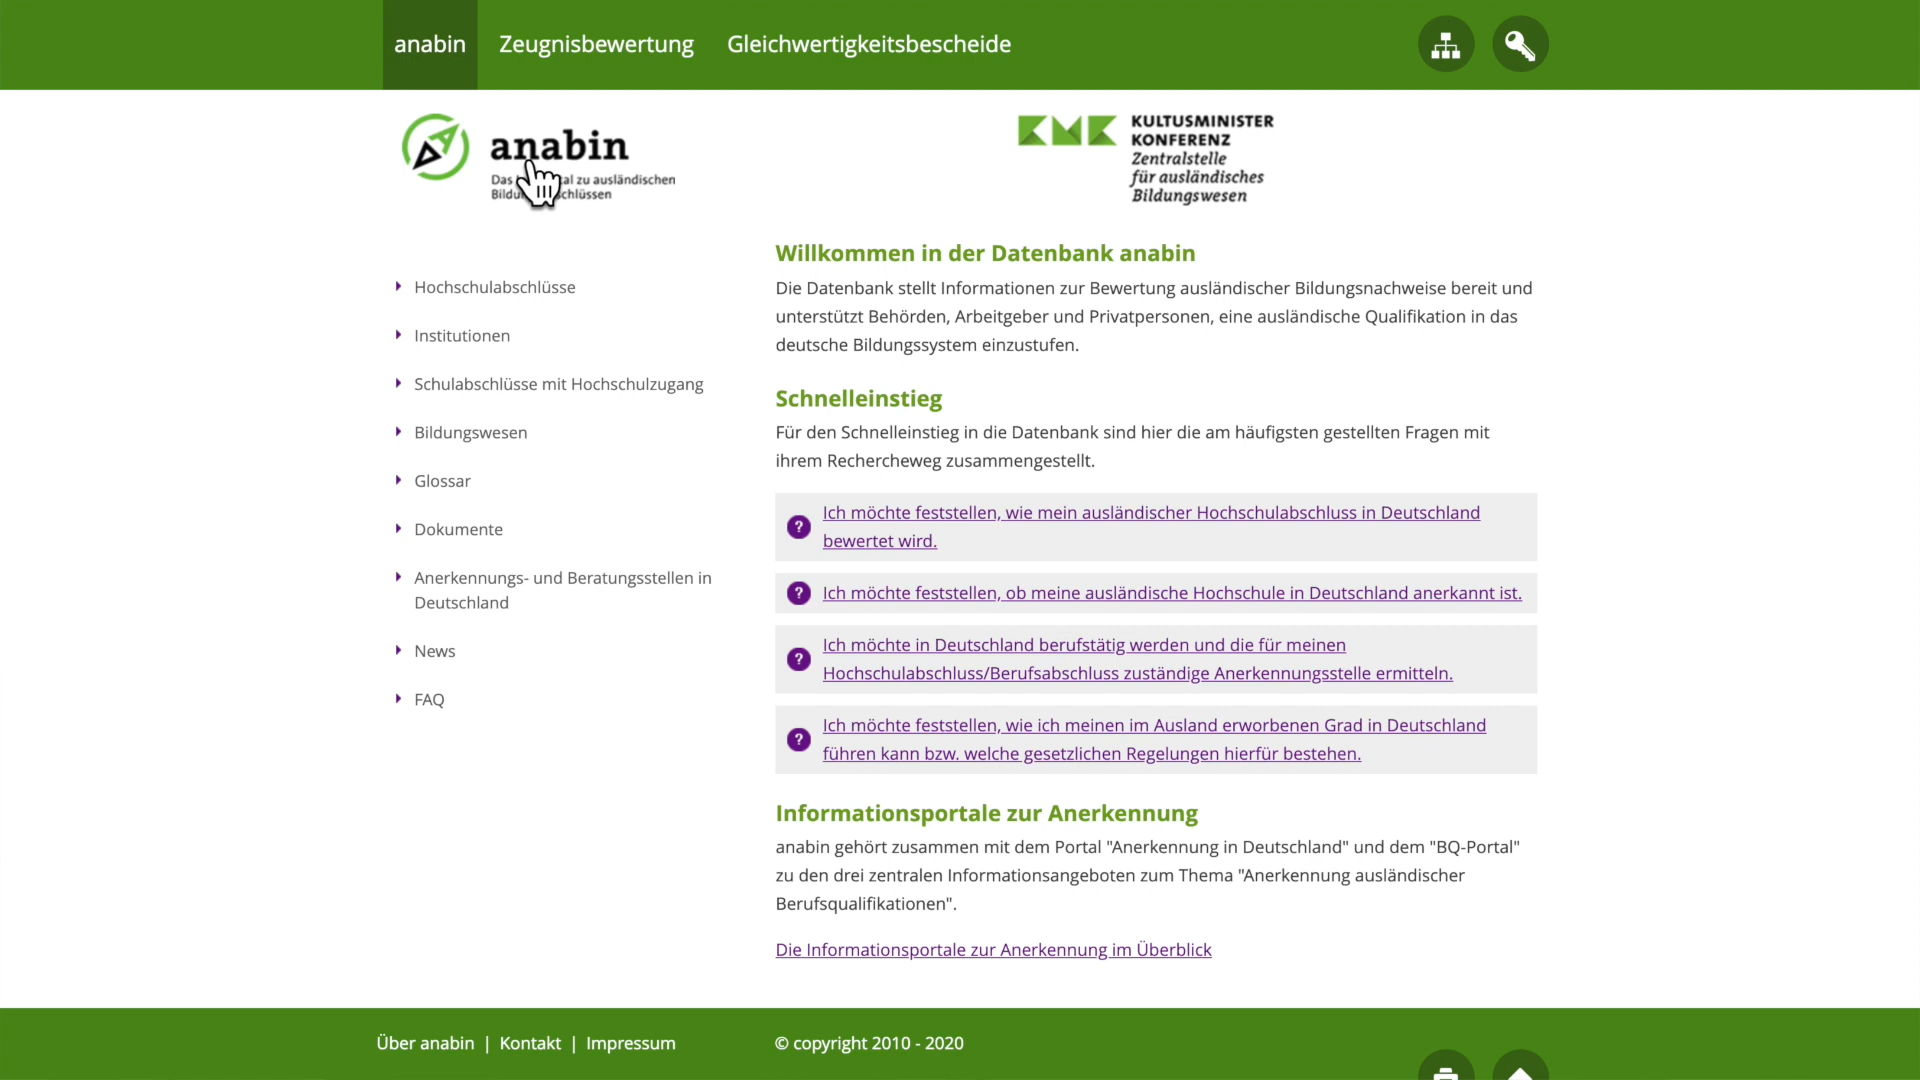 anabin Zeugnisbewertung Gleichwertigkeitsbescheide
anabin
Das al zu ausländischen
Bildu chlüssen
KMK
KULTUSMINISTER
KONFERENZ
Zentralstelle
für ausländisches
Bildungswesen
Hochschulabschlüsse
Institutionen
Schulabschlüsse mit Hochschulzugang
Bildungswesen
Glossar
Dokumente
Anerkennungs- und Beratungsstellen in
Deutschland
News
FAQ
Willkommen in der Datenbank anabin
Die Datenbank stellt Informationen zur Bewertung ausländischer Bildungsnachweise bereit und
unterstützt Behörden, Arbeitgeber und Privatpersonen, eine ausländische Qualifikation in das
deutsche Bildungssystem einzustufen.
Schnelleinstieg
Für den Schnelleinstieg in die Datenbank sind hier die am häufigsten gestellten Fragen mit
ihrem Rechercheweg zusammengestellt.
? Ich möchte feststellen, wie mein ausländischer Hochschulabschluss in Deutschland
bewertet wird.
? Ich möchte feststellen, ob meine ausländische Hochschule in Deutschland anerkannt ist.
? Ich möchte in Deutschland berufstätig werden und die für meinen
Hochschulabschluss/Berufsabschluss zuständige Anerkennungsstelle ermitteln.
? Ich möchte feststellen, wie ich meinen im Ausland erworbenen Grad in Deutschland
führen kann bzw. welche gesetzlichen Regelungen hierfür bestehen.
Informationsportale zur Anerkennung
anabin gehört zusammen mit dem Portal "Anerkennung in Deutschland" und dem "BQ-Portal"
zu den drei zentralen Informationsangeboten zum Thema "Anerkennung ausländischer
Berufsqualifikationen".
Die Informationsportale zur Anerkennung im Überblick
Über anabin | Kontakt | Impressum © copyright 2010 - 2020